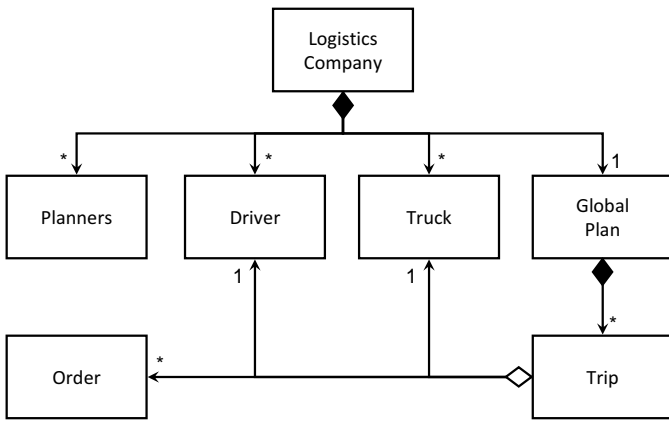 Logistics
Company
* * * 1
Planners
Driver
Truck
Global
Plan
1 1
*
*
Order
Trip